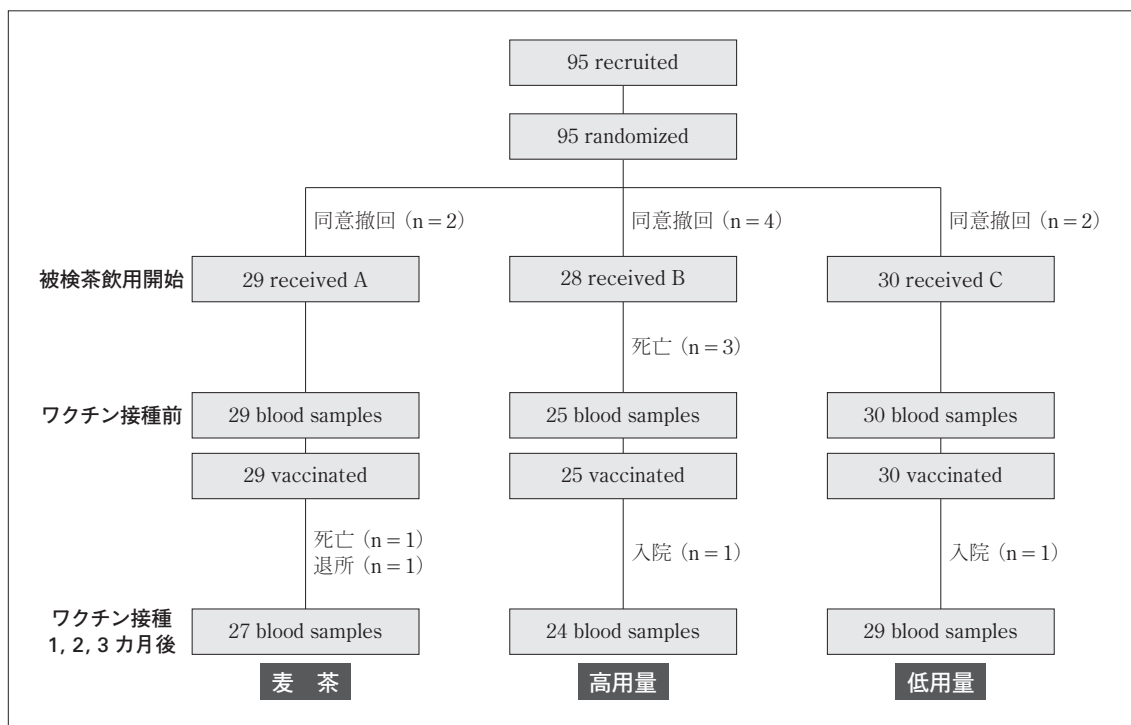 95 recruited
95 randomized
同意撤回（n＝2）
同意撤回（n＝4）
同意撤回（n＝2）
被検茶飲用開始
29 received A
28 received B
30 received C
死亡（n＝3）
ワクチン接種前
29 blood samples
25 blood samples
30 blood samples
29 vaccinated
25 vaccinated
30 vaccinated
死亡（n＝1）
退所（n＝1）
入院（n＝1）
入院（n＝1）
ワクチン接種
1, 2, 3 カ月後
27 blood samples
24 blood samples
29 blood samples
麦　茶
高用量
低用量